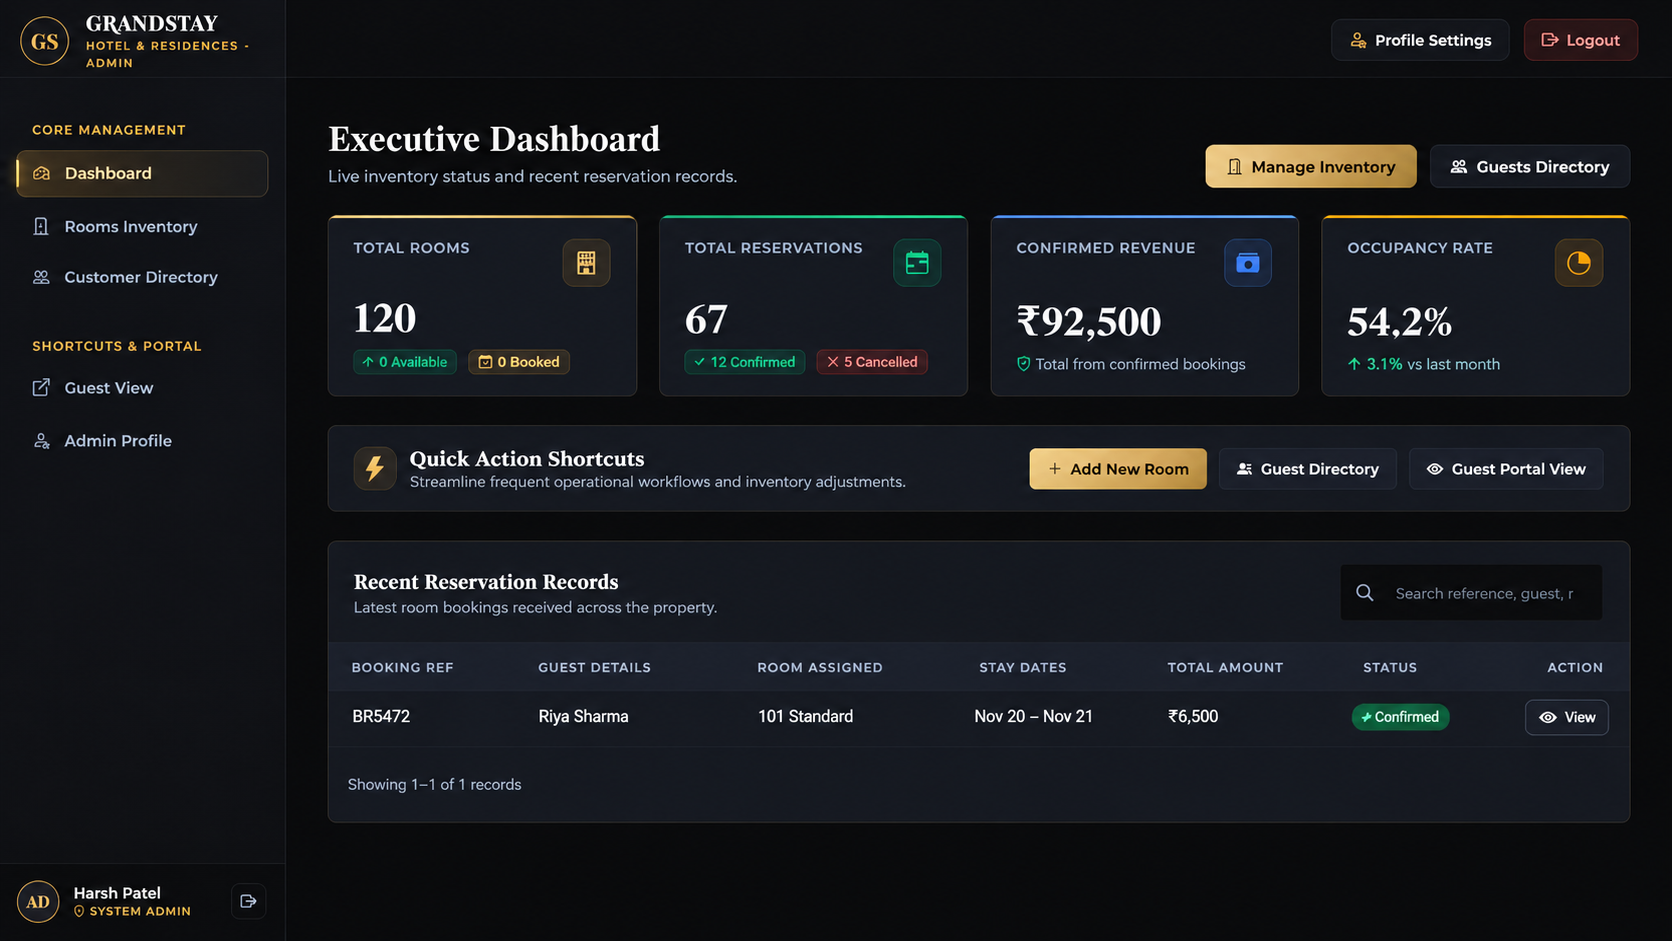 GS
GRANDSTAY
HOTEL & RESIDENCES -
ADMIN
Profile Settings
Logout
CORE MANAGEMENT
Dashboard
Rooms Inventory
Customer Directory
SHORTCUTS & PORTAL
Guest View
Admin Profile
Executive Dashboard
Live inventory status and recent reservation records.
Manage Inventory
Guests Directory
TOTAL ROOMS
120
0 Available
0 Booked
TOTAL RESERVATIONS
67
12 Confirmed
5 Cancelled
CONFIRMED REVENUE
₹92,500
Total from confirmed bookings
OCCUPANCY RATE
54,2%
3.1% vs last month
Quick Action Shortcuts
Streamline frequent operational workflows and inventory adjustments.
+ Add New Room
Guest Directory
Guest Portal View
Recent Reservation Records
Latest room bookings received across the property.
Search reference, guest, r
BOOKING REF GUEST DETAILS ROOM ASSIGNED STAY DATES TOTAL AMOUNT STATUS ACTION
BR5472 Riya Sharma 101 Standard Nov 20 – Nov 21 ₹6,500 Confirmed View
Showing 1–1 of 1 records
AD
Harsh Patel
SYSTEM ADMIN